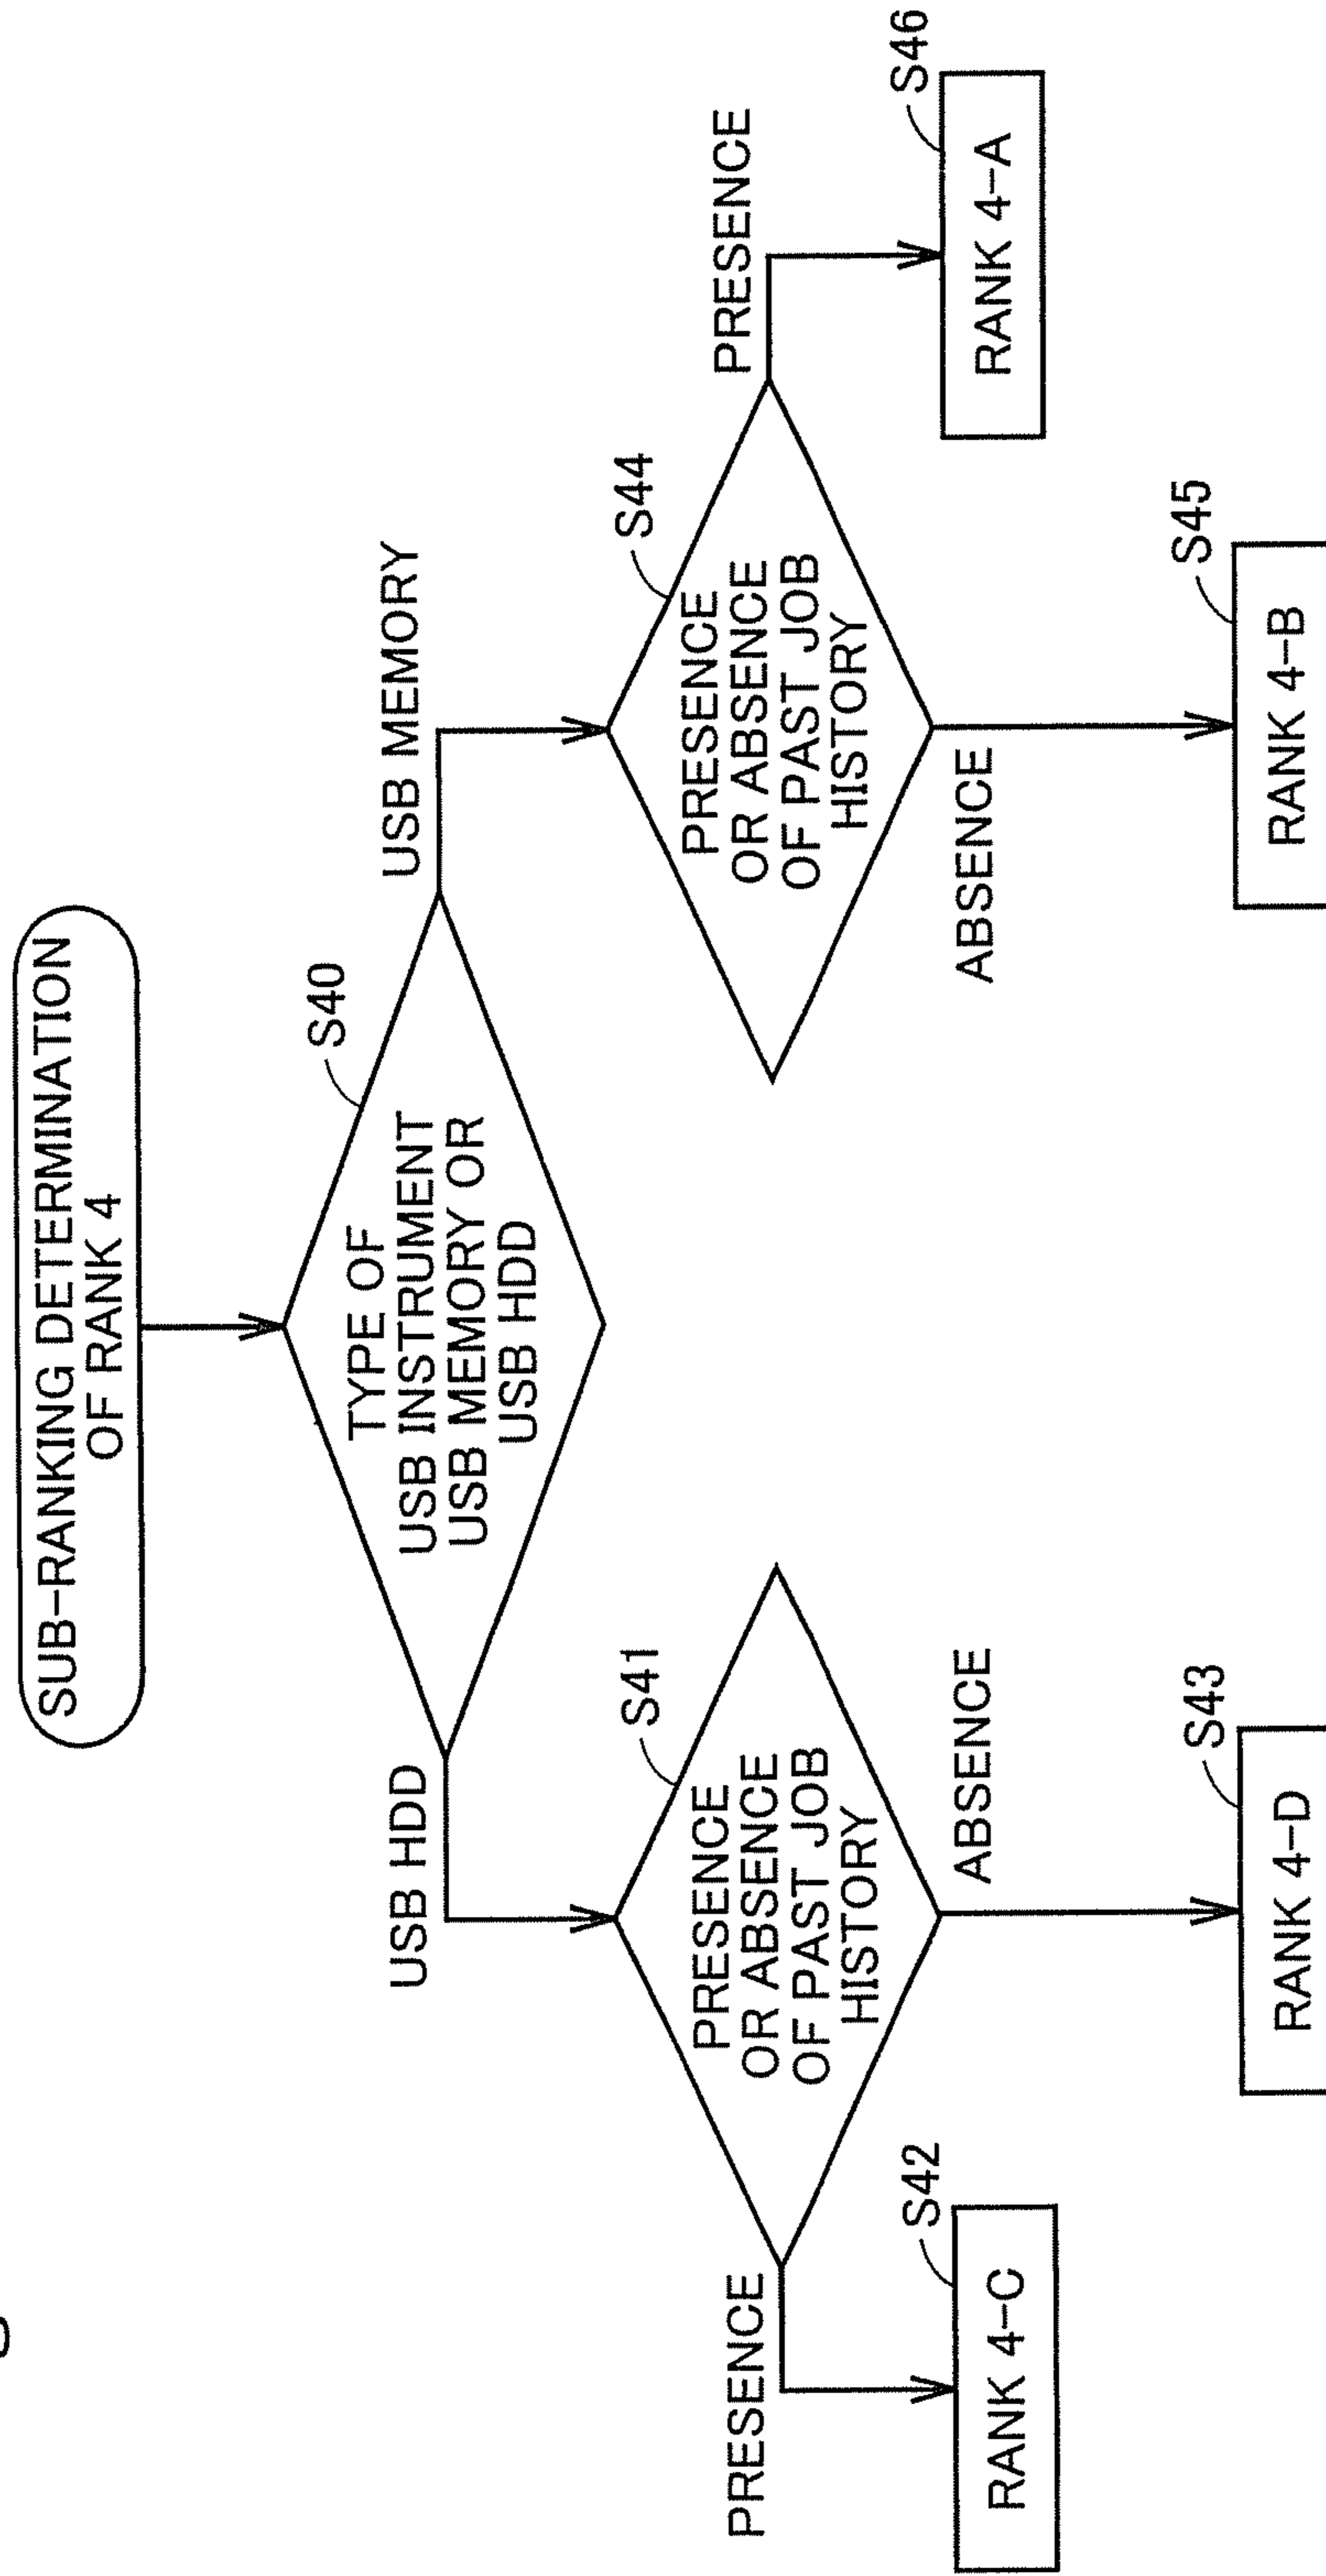 SUB-RANKING DETERMINATION
OF RANK 4
S40
TYPE OF
USB INSTRUMENT
USB MEMORY OR
USB HDD
USB HDD
USB MEMORY
S41
PRESENCE
OR ABSENCE
OF PAST JOB
HISTORY
S44
PRESENCE
OR ABSENCE
OF PAST JOB
HISTORY
PRESENCE
ABSENCE
ABSENCE
PRESENCE
S42
RANK 4-C
S43
RANK 4-D
S45
RANK 4-B
S46
RANK 4-A